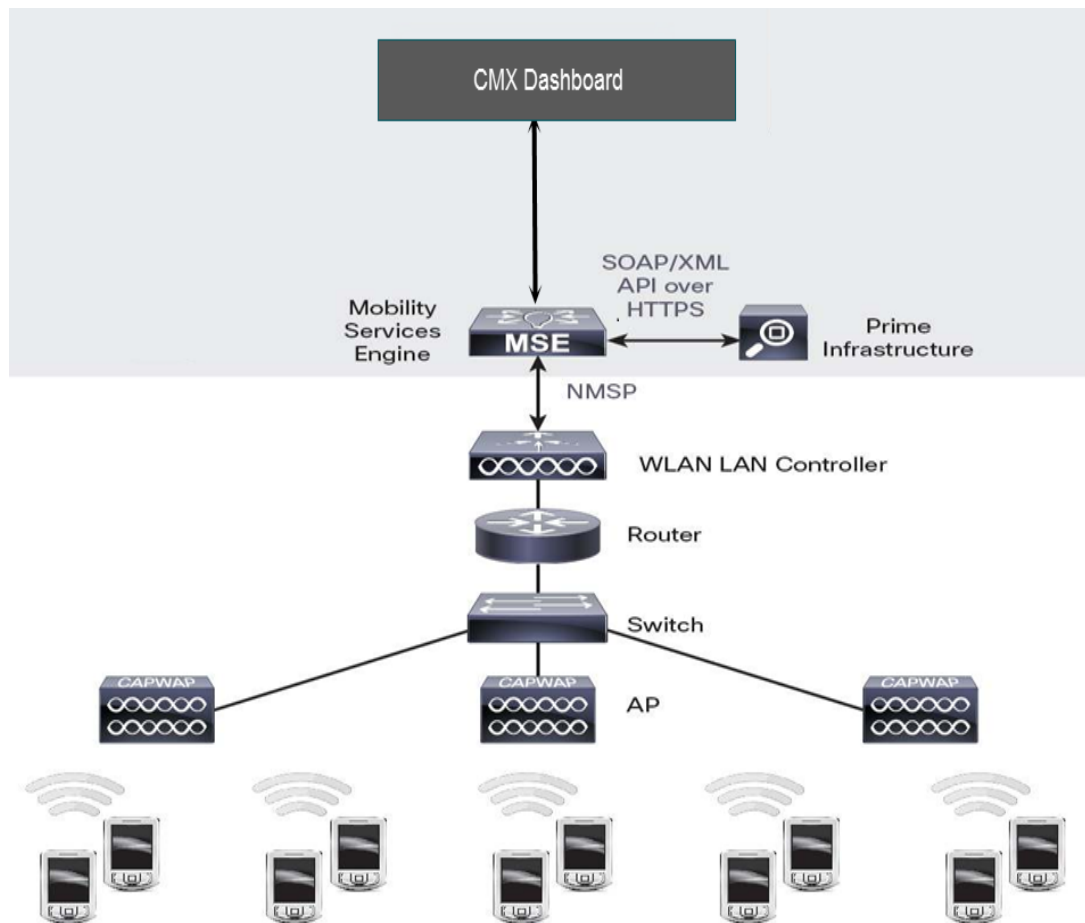 CMX Dashboard
SOAP/XML
API over
HTTPS
Mobility
Services
Engine
MSE
Prime
Infrastructure
NMSP
WLAN LAN Controller
Router
Switch
CAPWAP
CAPWAP
AP
CAPWAP